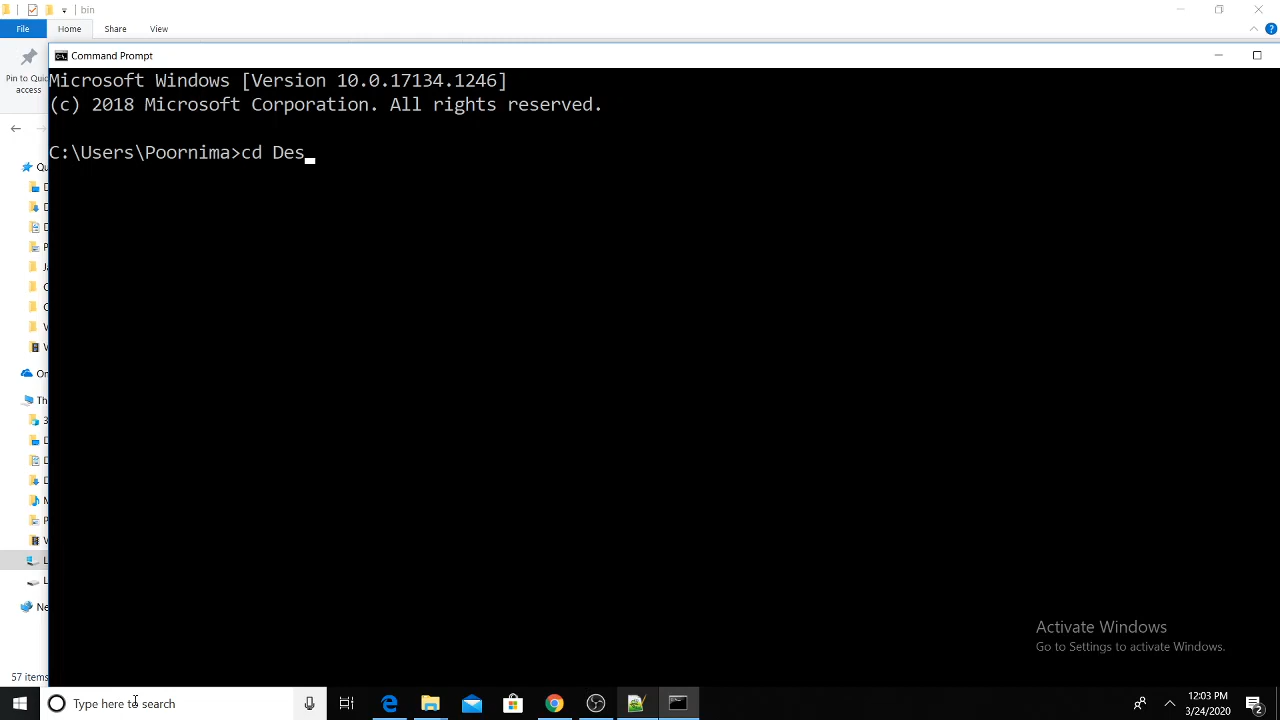 bin
File Home Share View
Command Prompt
Pin to Quic
access
Microsoft Windows [Version 10.0.17134.1246]
(c) 2018 Microsoft Corporation. All rights reserved.
C:\Users\Poornima>cd Des
57 items
Activate Windows
Go to Settings to activate Windows.
Type here to search
12:03 PM
3/24/2020
2